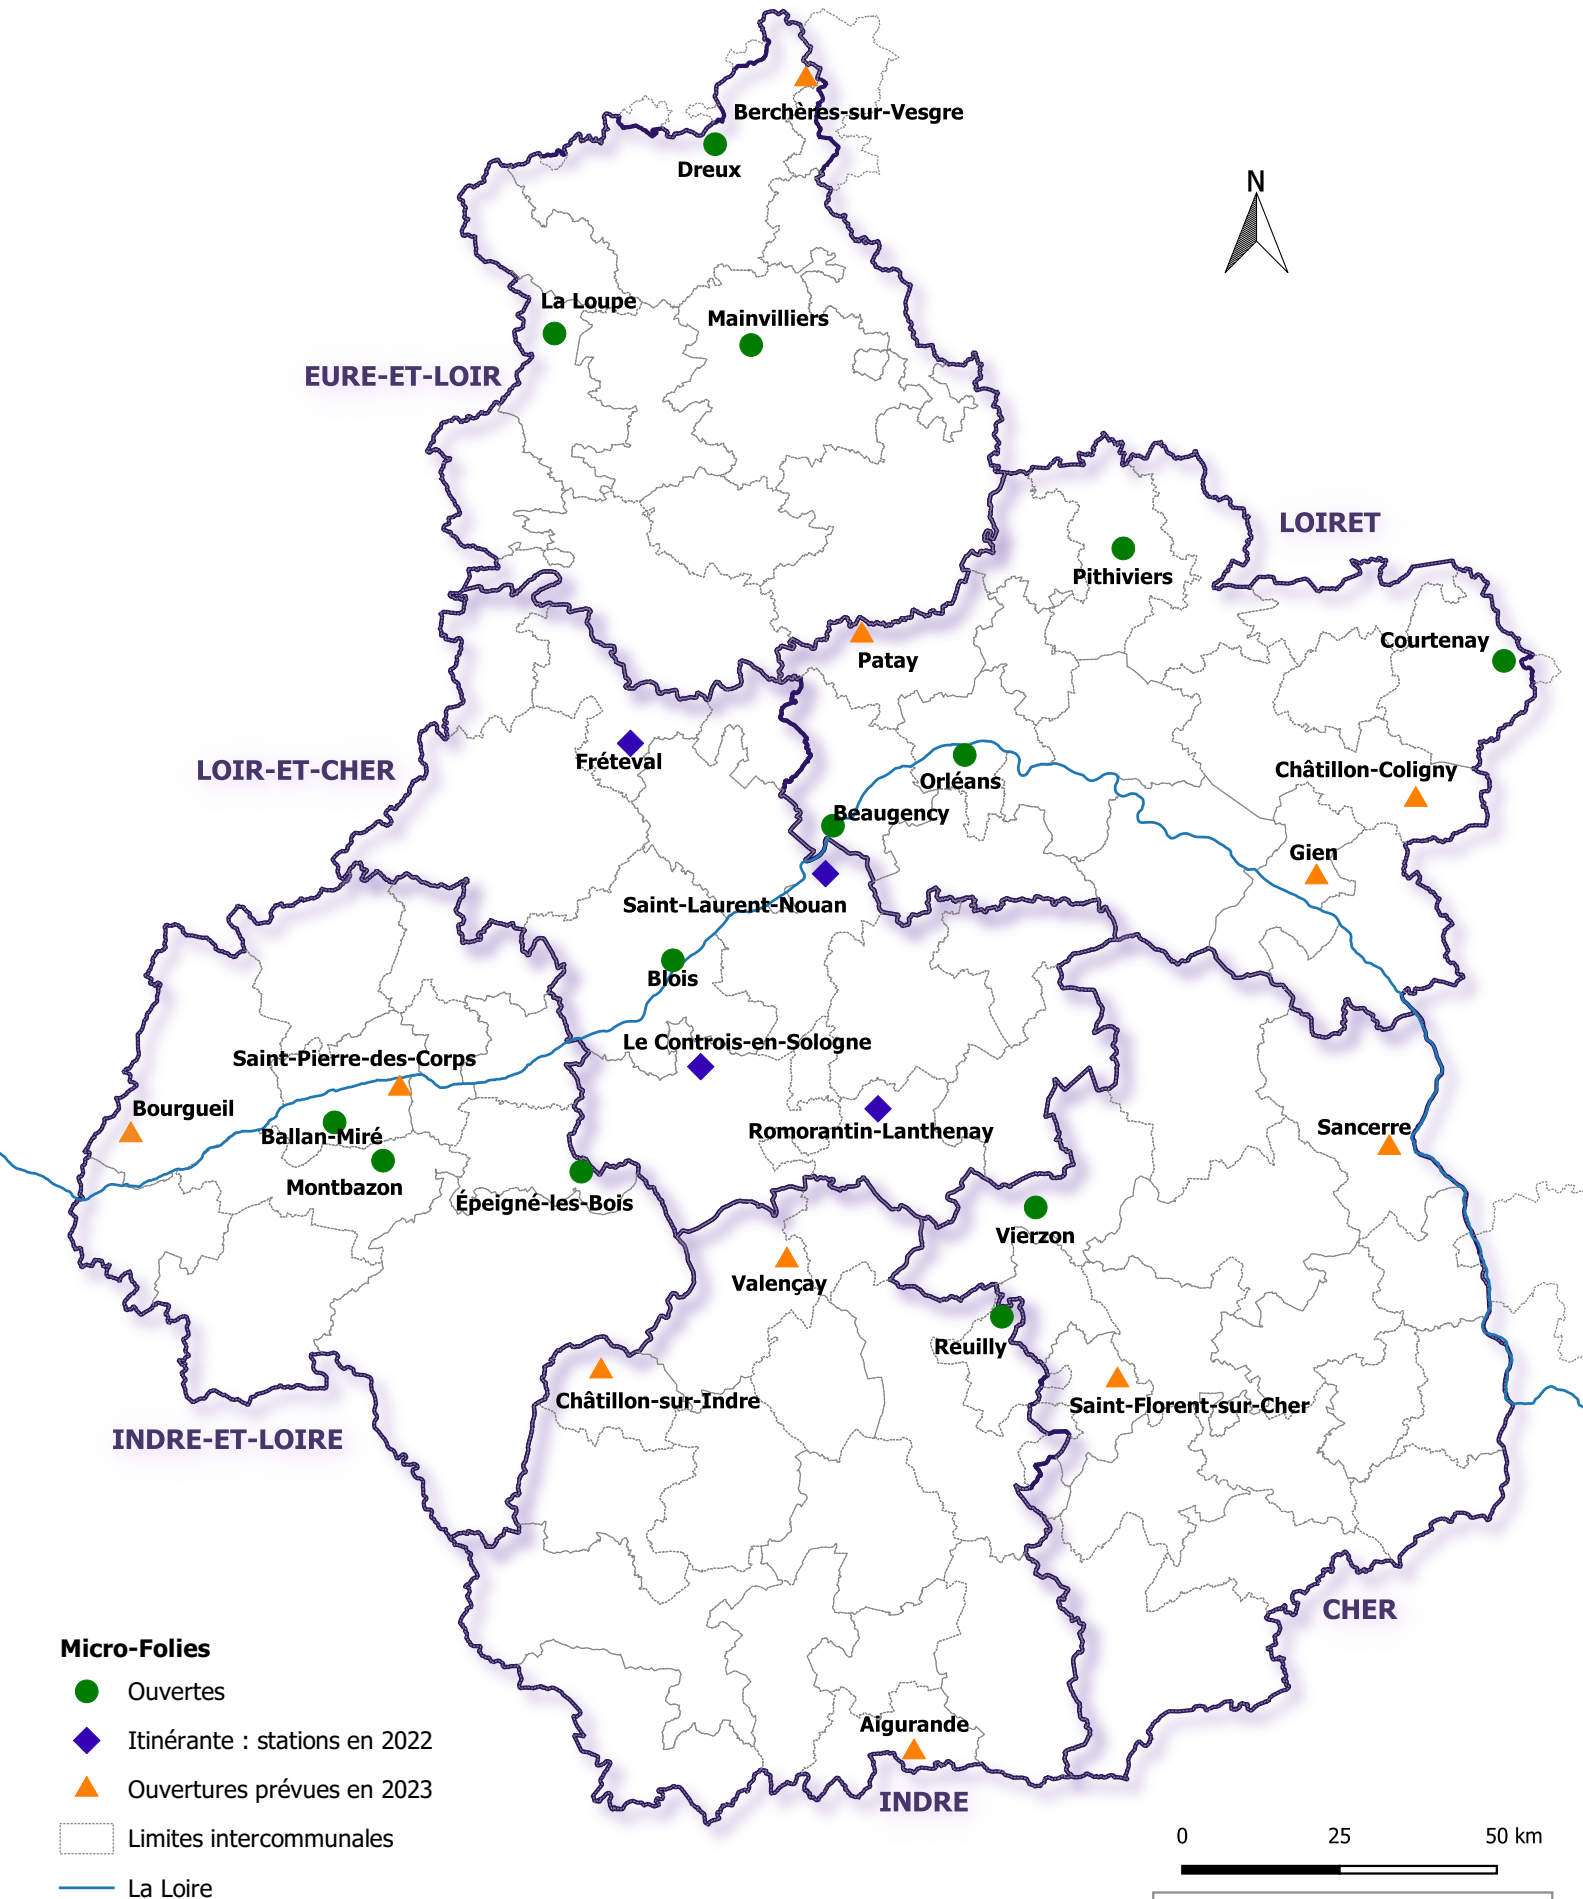 Berchères-sur-Vesgre
Dreux
N
La Loupe
Mainvilliers
EURE-ET-LOIR
LOIRET
Pithiviers
Courtenay
Patay
Fréteval
LOIR-ET-CHER
Orléans
Châtillon-Coligny
Beaugency
Gien
Saint-Laurent-Nouan
Blois
Le Controis-en-Sologne
Saint-Pierre-des-Corps
Bourgueil
Ballan-Miré
Romorantin-Lanthenay
Sancerre
Montbazon
Épeigné-les-Bois
Vierzon
Valençay
Reuilly
Châtillon-sur-Indre
Saint-Florent-sur-Cher
INDRE-ET-LOIRE
CHER
Aigurande
INDRE
Micro-Folies
Ouvertes
Itinérante : stations en 2022
Ouvertures prévues en 2023
Limites intercommunales
La Loire
0 25 50 km